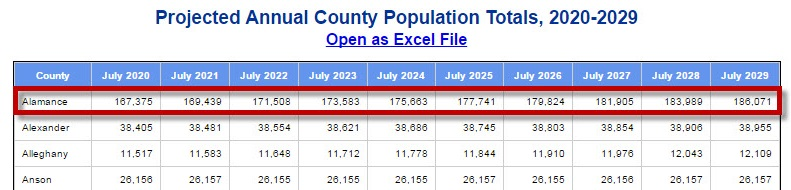 Projected Annual County Population Totals, 2020-2029
Open as Excel File
County July 2020 July 2021 July 2022 July 2023 July 2024 July 2025 July 2026 July 2027 July 2028 July 2029
Alamance 167,375 169,439 171,508 173,583 175,663 177,741 179,824 181,905 183,989 186,071
Alexander 38,405 38,481 38,554 38,621 38,686 38,745 38,803 38,854 38,906 38,955
Alleghany 11,517 11,583 11,648 11,712 11,778 11,844 11,910 11,976 12,043 12,109
Anson 26,156 26,157 26,155 26,155 26,156 26,157 26,155 26,157 26,156 26,157